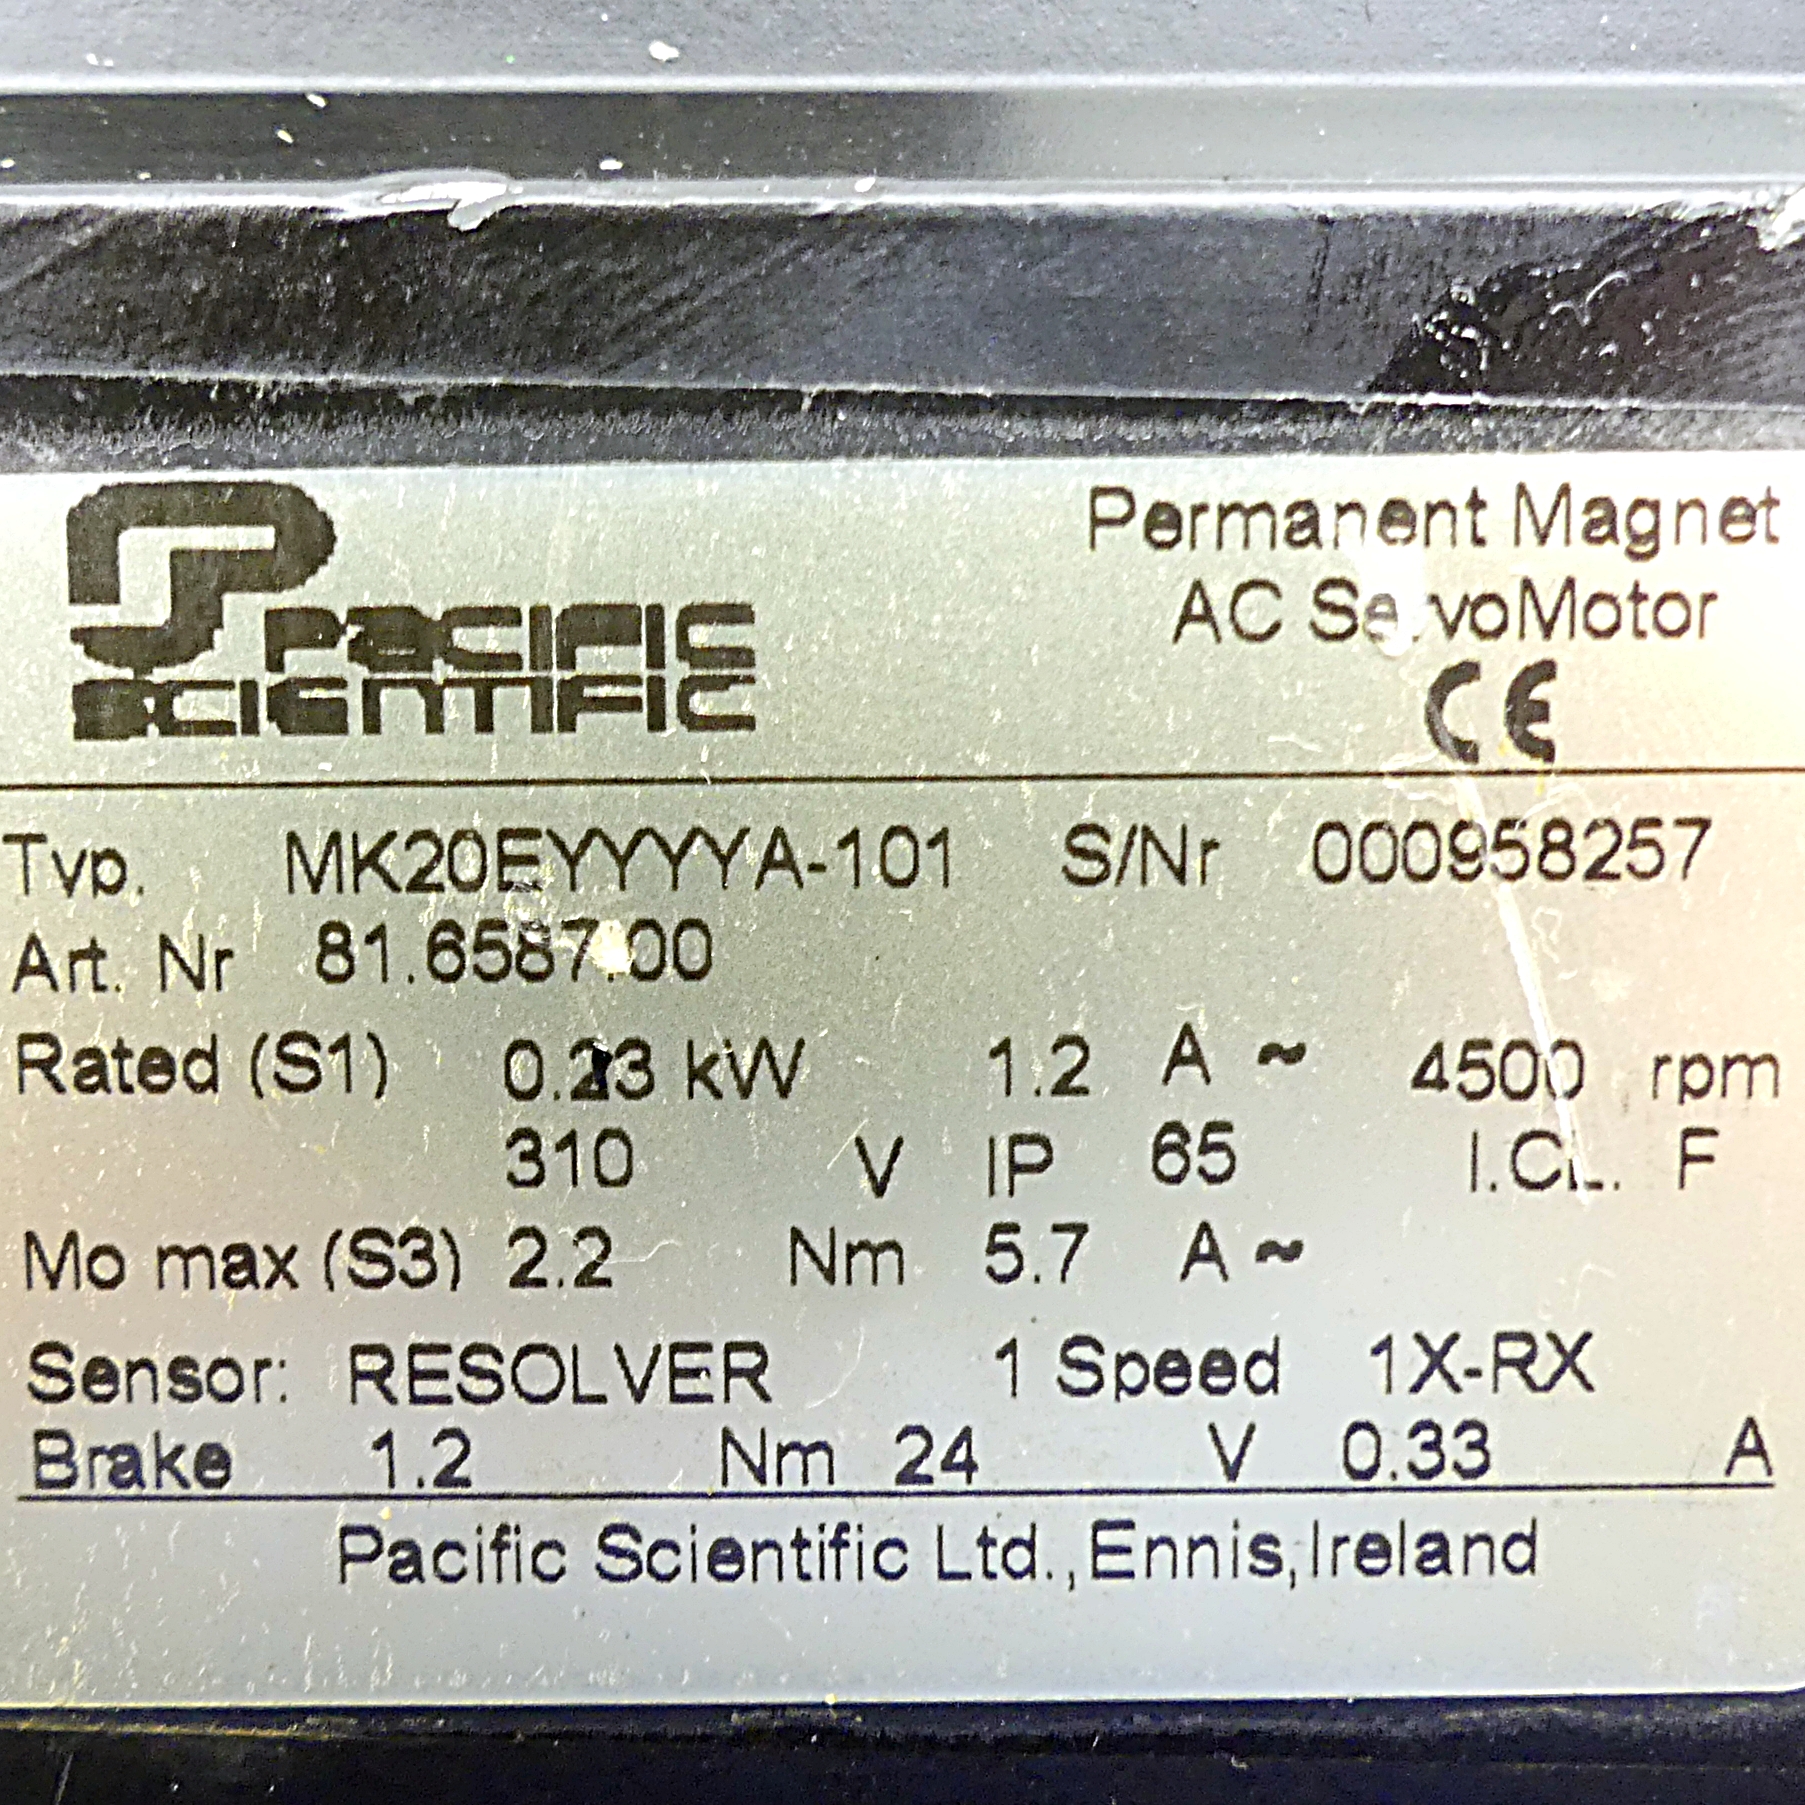 PACIFIC
SCIENTIFIC
Permanent Magnet
AC ServoMotor
CE
Typ. MK20EYYYYA-101 S/Nr 000958257
Art. Nr 81.6587.00
Rated (S1) 0.23 kW 1.2 A ~ 4500 rpm
310 V IP 65 I.CL. F
Mo max (S3) 2.2 Nm 5.7 A ~
Sensor: RESOLVER 1 Speed 1X-RX
Brake 1.2 Nm 24 V 0.33 A
Pacific Scientific Ltd.,Ennis,Ireland